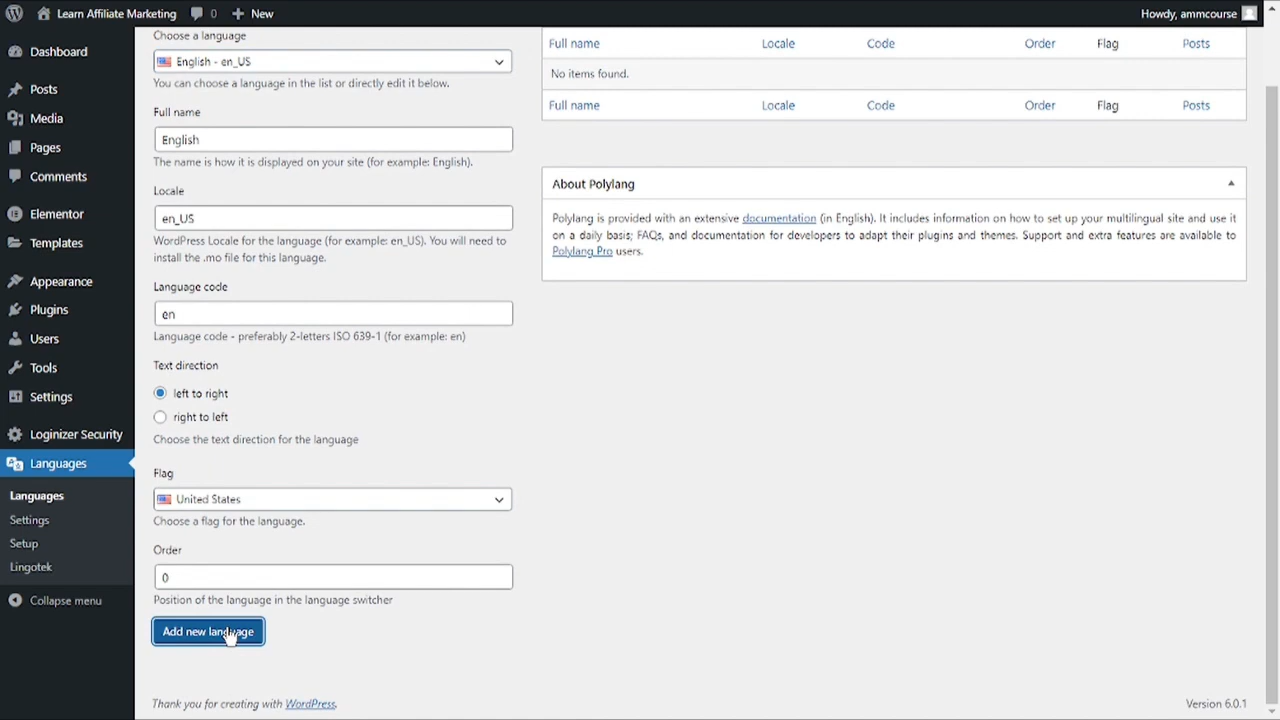 Learn Affiliate Marketing 0 New Howdy, ammcourse
Dashboard
Posts
Media
Pages
Comments
Elementor
Templates
Appearance
Plugins
Users
Tools
Settings
Loginizer Security
Languages
Languages
Settings
Setup
Lingotek
Collapse menu
Choose a language
English - en_US
You can choose a language in the list or directly edit it below.
Full name
English
The name is how it is displayed on your site (for example: English).
Locale
en_US
WordPress Locale for the language (for example: en_US). You will need to
install the .mo file for this language.
Language code
en
Language code - preferably 2-letters ISO 639-1 (for example: en)
Text direction
left to right
right to left
Choose the text direction for the language
Flag
United States
Choose a flag for the language.
Order
0
Position of the language in the language switcher
Add new language
Full name Locale Code Order Flag Posts
No items found.
Full name Locale Code Order Flag Posts
About Polylang
Polylang is provided with an extensive documentation (in English). It includes information on how to set up your multilingual site and use it
on a daily basis; FAQs, and documentation for developers to adapt their plugins and themes. Support and extra features are available to
Polylang Pro users.
Thank you for creating with WordPress. Version 6.0.1